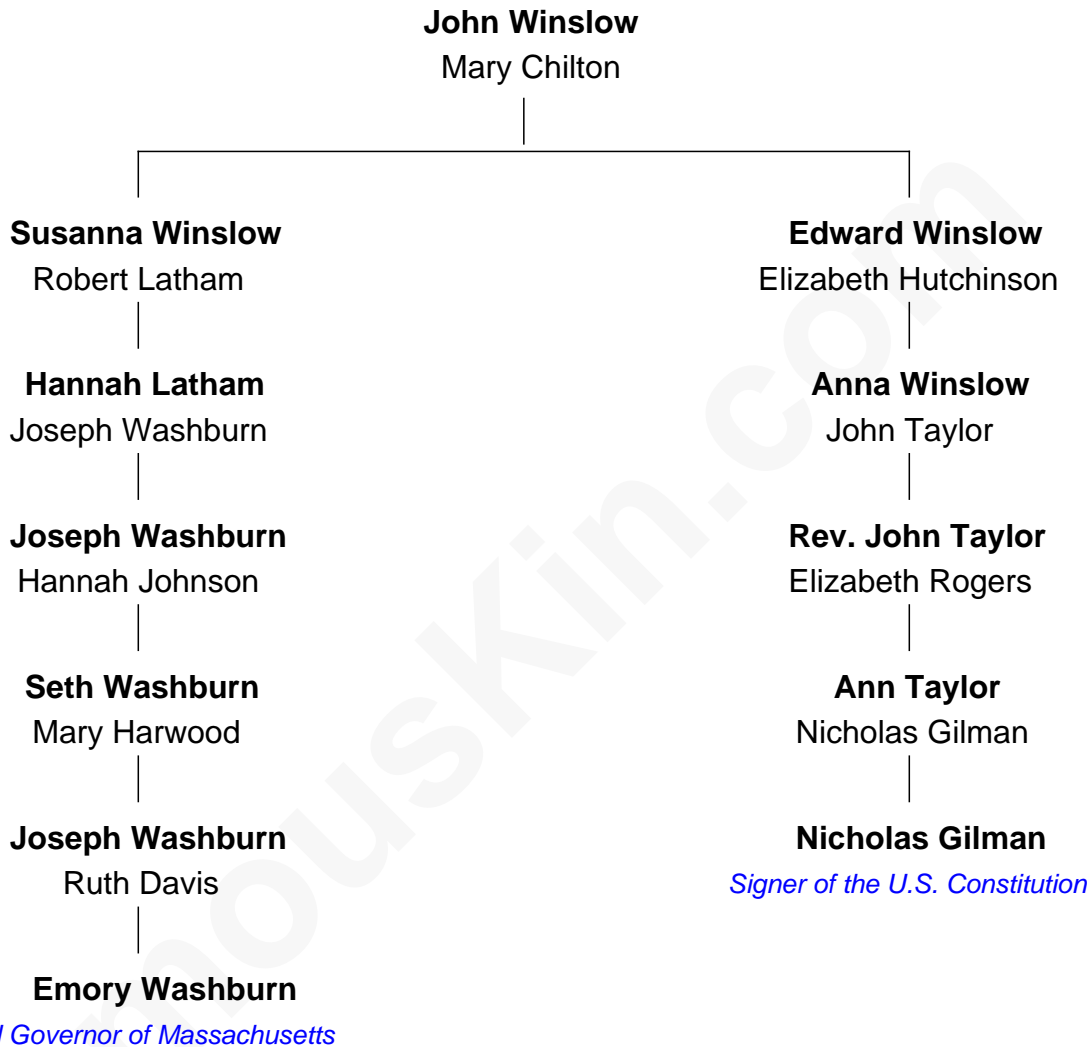 John Winslow
Mary Chilton
Susanna Winslow
Robert Latham
Hannah Latham
Joseph Washburn
Joseph Washburn
Hannah Johnson
Seth Washburn
Mary Harwood
Joseph Washburn
Ruth Davis
Emory Washburn
Governor of Massachusetts
Edward Winslow
Elizabeth Hutchinson
Anna Winslow
John Taylor
Rev. John Taylor
Elizabeth Rogers
Ann Taylor
Nicholas Gilman
Nicholas Gilman
Signer of the U.S. Constitution
mousKin.com